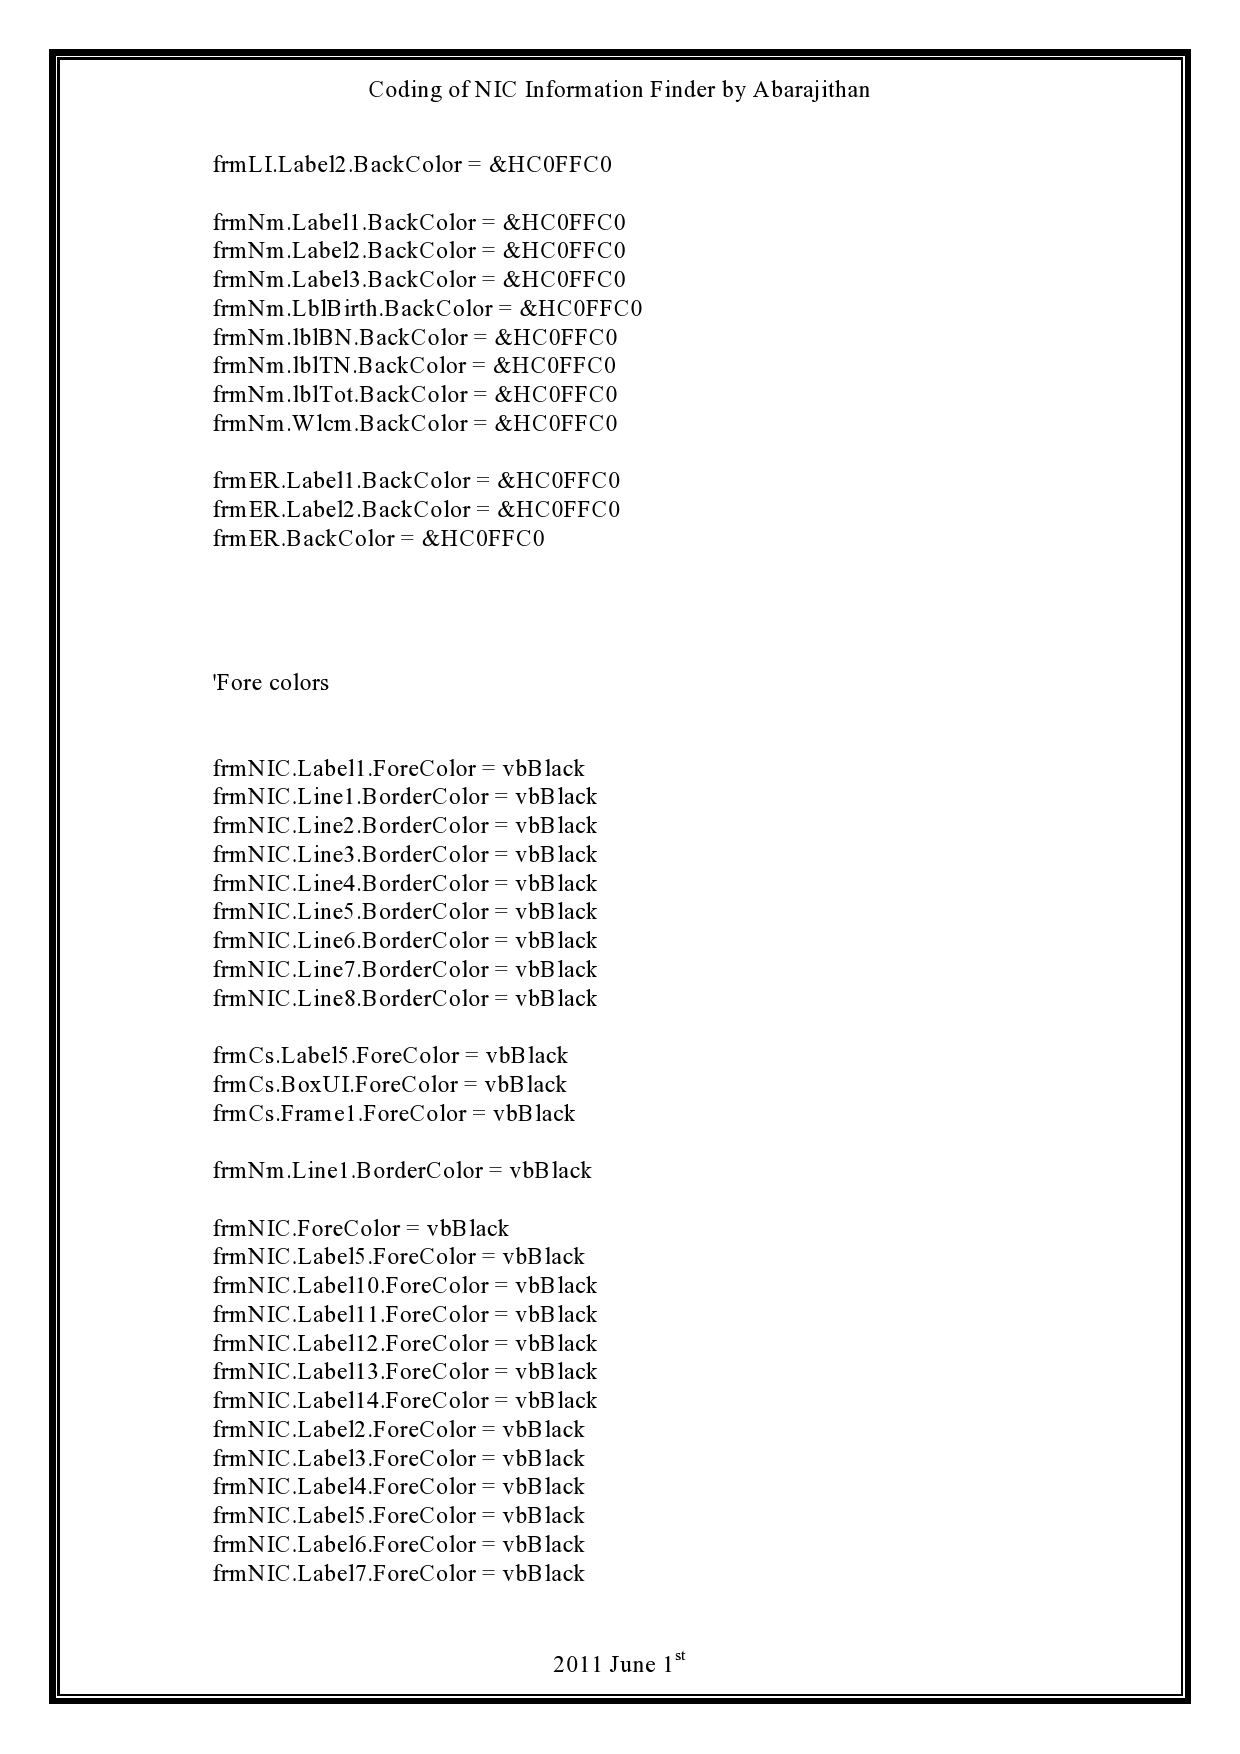 Coding of NIC Information Finder by Abarajithan
frmLI.Label2.BackColor = &HC0FFC0
frmNm.Label1.BackColor = &HC0FFC0
frmNm.Label2.BackColor = &HC0FFC0
frmNm.Label3.BackColor = &HC0FFC0
frmNm.LblBirth.BackColor = &HC0FFC0
frmNm.lblBN.BackColor = &HC0FFC0
frmNm.lblTN.BackColor = &HC0FFC0
frmNm.lblTot.BackColor = &HC0FFC0
frmNm.Wlcm.BackColor = &HC0FFC0
frmER.Label1.BackColor = &HC0FFC0
frmER.Label2.BackColor = &HC0FFC0
frmER.BackColor = &HC0FFC0
'Fore colors
frmNIC.Label1.ForeColor = vbBlack
frmNIC.Line1.BorderColor = vbBlack
frmNIC.Line2.BorderColor = vbBlack
frmNIC.Line3.BorderColor = vbBlack
frmNIC.Line4.BorderColor = vbBlack
frmNIC.Line5.BorderColor = vbBlack
frmNIC.Line6.BorderColor = vbBlack
frmNIC.Line7.BorderColor = vbBlack
frmNIC.Line8.BorderColor = vbBlack
frmCs.Label5.ForeColor = vbBlack
frmCs.BoxUI.ForeColor = vbBlack
frmCs.Frame1.ForeColor = vbBlack
frmNm.Line1.BorderColor = vbBlack
frmNIC.ForeColor = vbBlack
frmNIC.Label5.ForeColor = vbBlack
frmNIC.Label10.ForeColor = vbBlack
frmNIC.Label11.ForeColor = vbBlack
frmNIC.Label12.ForeColor = vbBlack
frmNIC.Label13.ForeColor = vbBlack
frmNIC.Label14.ForeColor = vbBlack
frmNIC.Label2.ForeColor = vbBlack
frmNIC.Label3.ForeColor = vbBlack
frmNIC.Label4.ForeColor = vbBlack
frmNIC.Label5.ForeColor = vbBlack
frmNIC.Label6.ForeColor = vbBlack
frmNIC.Label7.ForeColor = vbBlack
2011 June 1st